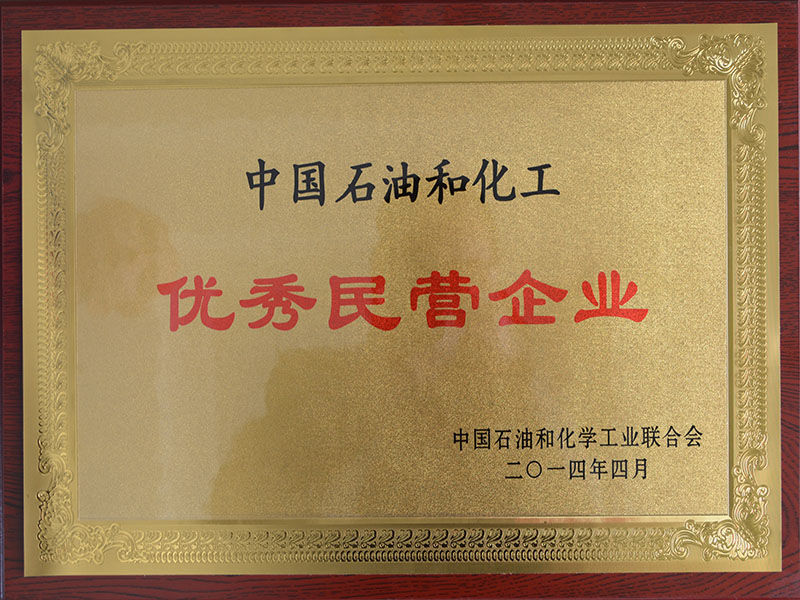 中国石油和化工
优秀民营企业
中国石油和化学工业联合会
二〇一四年四月